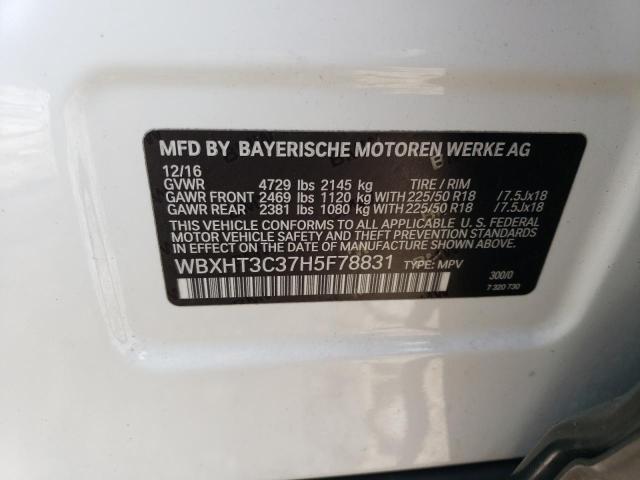 MFD BY BAYERISCHE MOTOREN WERKE AG
12/16
GVWR 4729 lbs 2145 kg TIRE / RIM
GAWR FRONT 2469 lbs 1120 kg WITH 225/50 R18 / 7.5Jx18
GAWR REAR 2381 lbs 1080 kg WITH 225/50 R18 / 7.5Jx18
THIS VEHICLE CONFORMS TO ALL APPLICABLE U. S. FEDERAL
MOTOR VEHICLE SAFETY BUMPER AND THEFT PREVENTION STANDARDS
IN EFFECT ON THE DATE OF MANUFACTURE SHOWN ABOVE.
WBXHT3C37H5F78831 TYPE: MPV
300/0
7 320 730